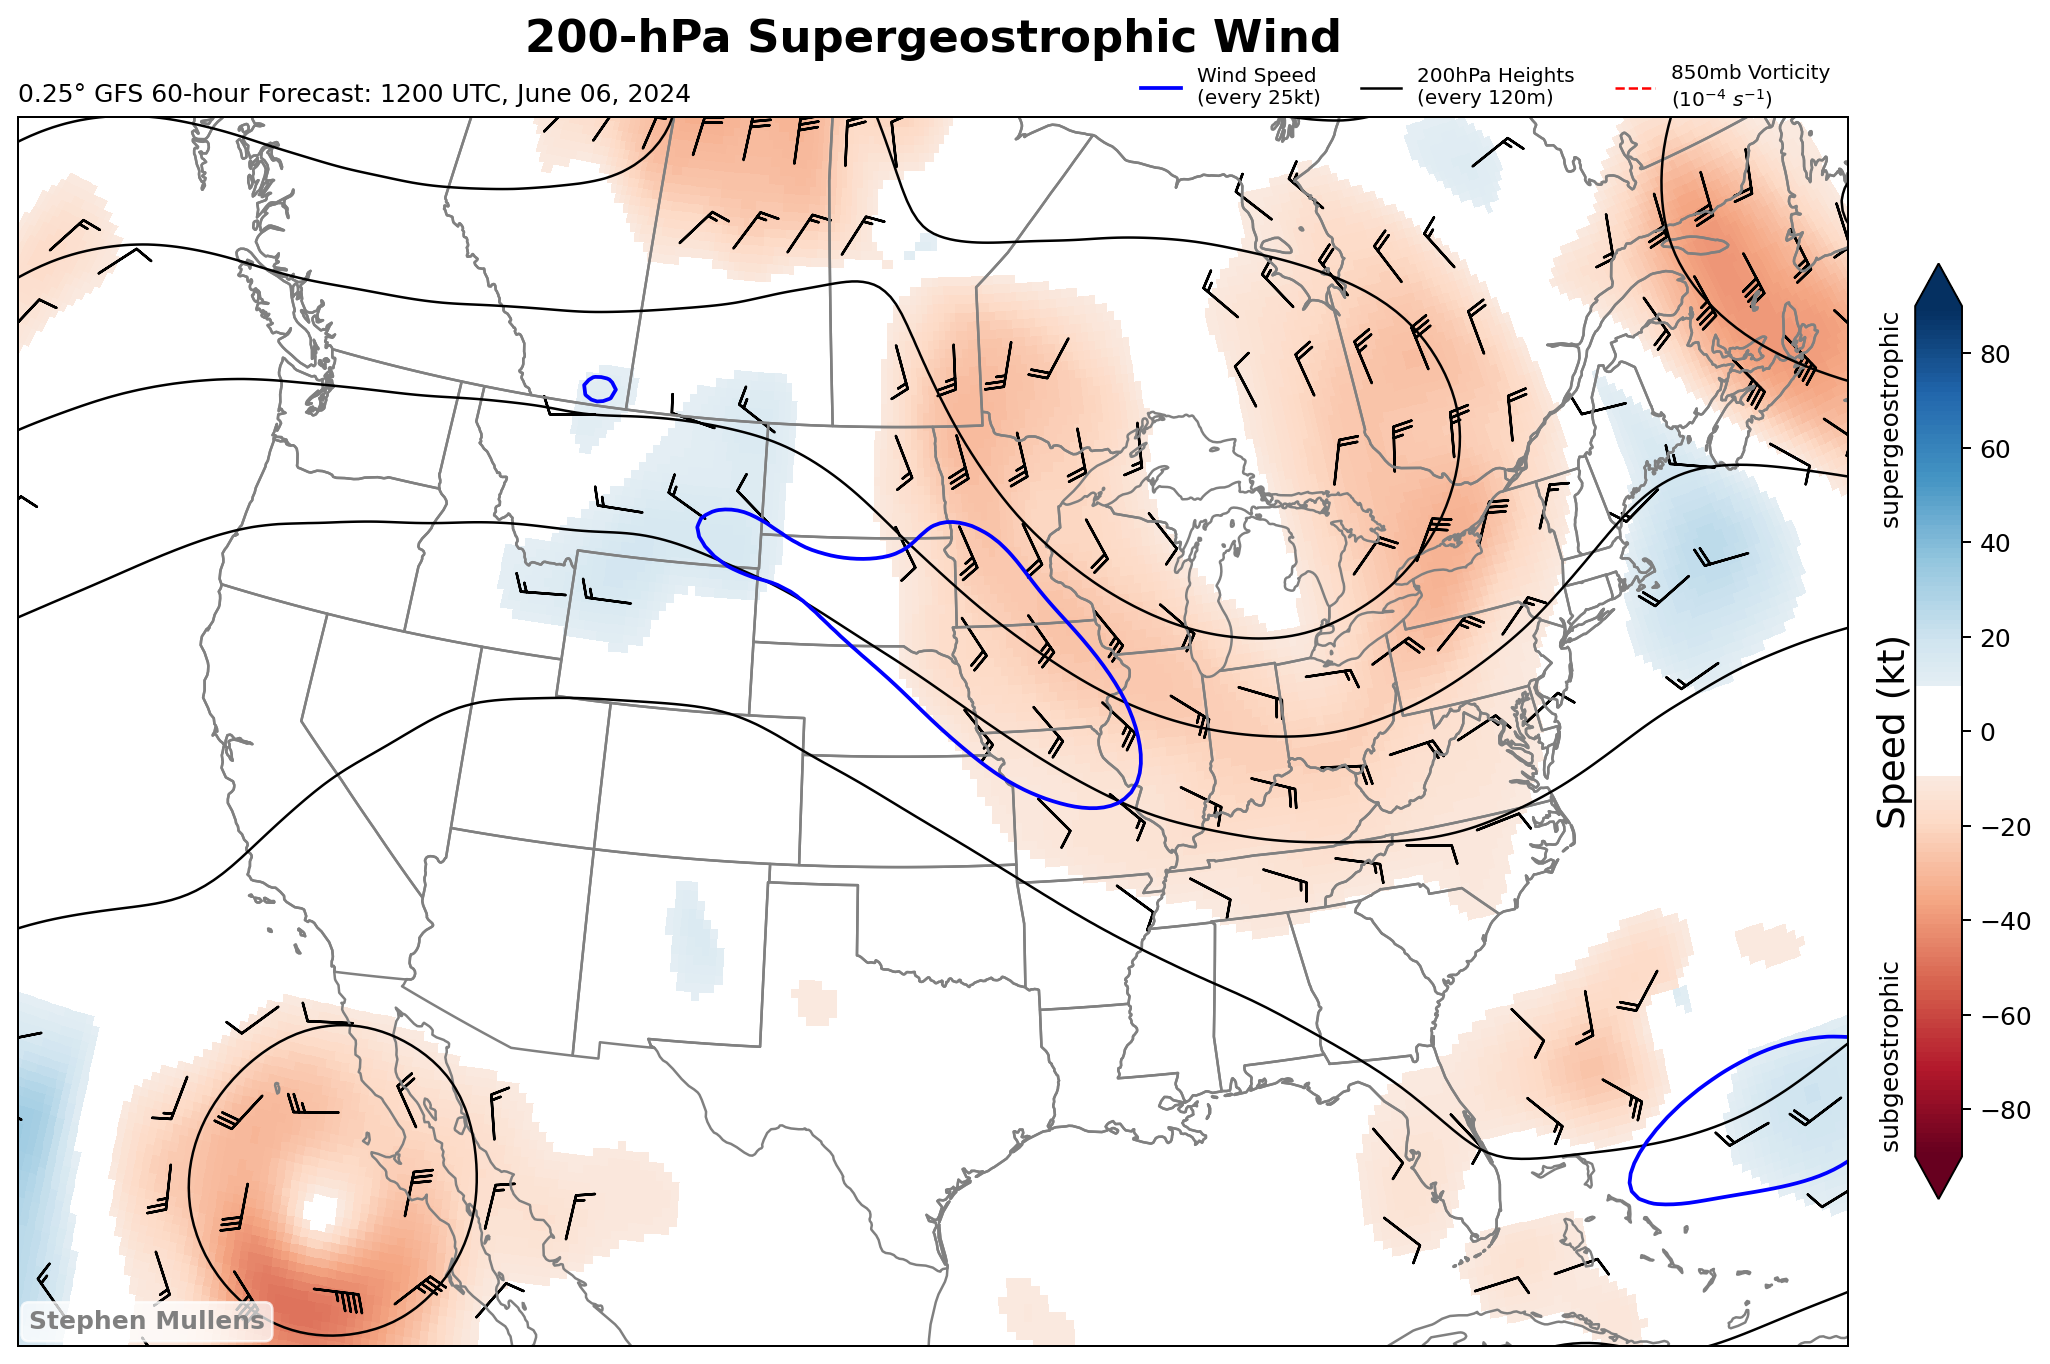 200-hPa Supergeostrophic Wind
0.25° GFS 60-hour Forecast: 1200 UTC, June 06, 2024
Wind Speed
(every 25kt)
200hPa Heights
(every 120m)
850mb Vorticity
(10⁻⁴ s⁻¹)
supergeostrophic
Speed (kt)
subgeostrophic
80
60
40
20
0
−20
−40
−60
−80
Stephen Mullens